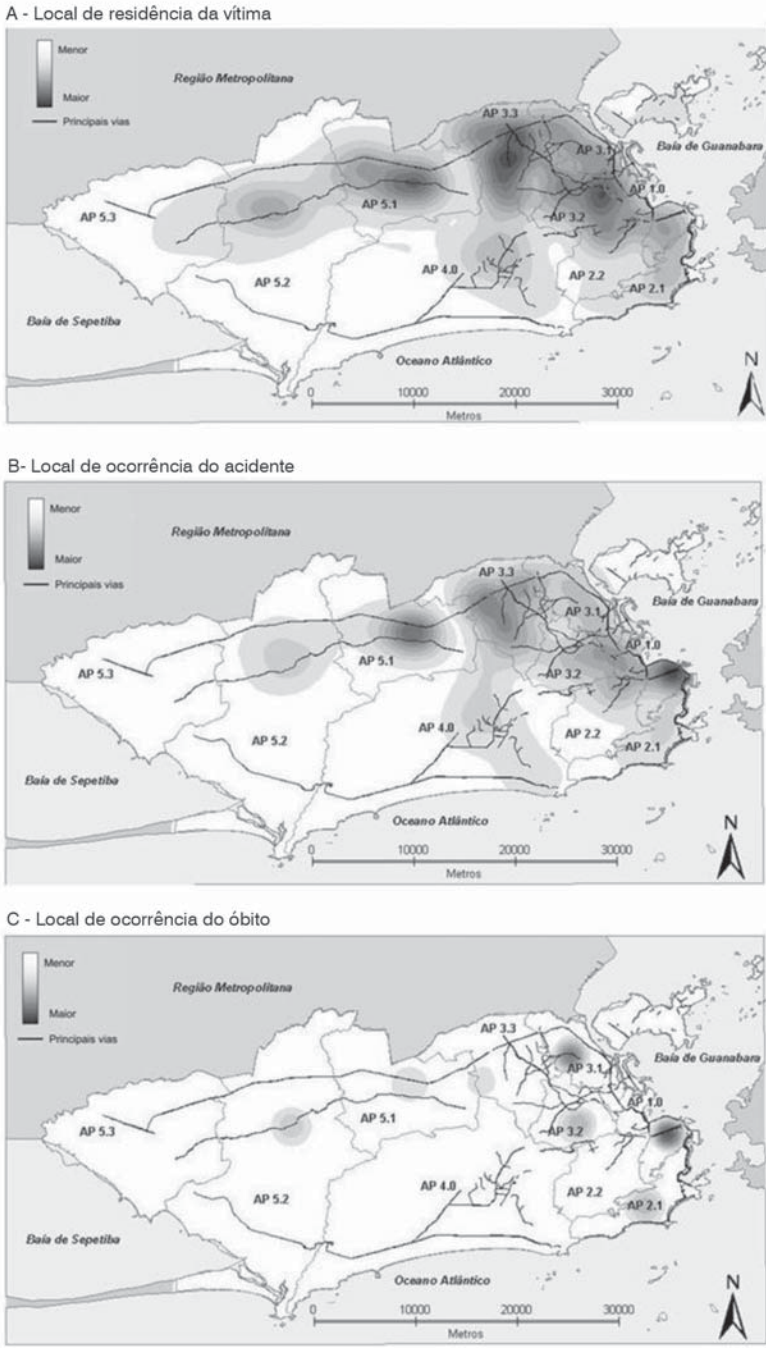 A - Local de residência da vítima
Menor
Maior
Principais vias
Região Metropolitana
AP 3.3
AP 3.1
Baía de Guanabara
AP 1.0
AP 5.3
AP 5.1
AP 3.2
AP 5.2
AP 4.0
AP 2.2
AP 2.1
Baía de Sepetiba
Oceano Atlântico
N
0 10000 20000 30000
Metros
B- Local de ocorrência do acidente
Menor
Maior
Principais vias
Região Metropolitana
AP 3.3
AP 3.1
Baía de Guanabara
AP 1.0
AP 5.3
AP 5.1
AP 3.2
AP 5.2
AP 4.0
AP 2.2
AP 2.1
Baía de Sepetiba
Oceano Atlântico
N
0 10000 20000 30000
Metros
C - Local de ocorrência do óbito
Menor
Maior
Principais vias
Região Metropolitana
AP 3.3
AP 3.1
Baía de Guanabara
AP 1.0
AP 5.3
AP 5.1
AP 3.2
AP 5.2
AP 4.0
AP 2.2
AP 2.1
Baía de Sepetiba
Oceano Atlântico
N
0 10000 20000 30000
Metros